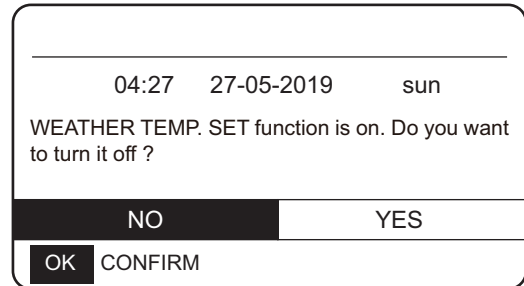 04:27 27-05-2019 sun
WEATHER TEMP. SET function is on. Do you want
to turn it off ?
NO YES
OK CONFIRM